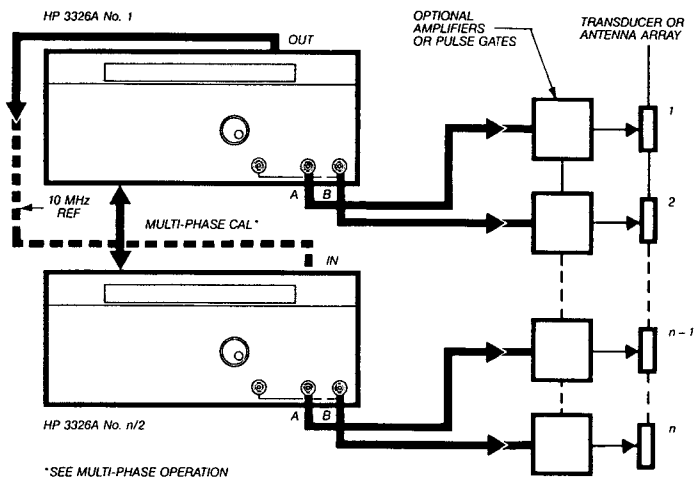 HP 3326A No. 1
OUT
OPTIONAL
AMPLIFIERS
OR PULSE GATES
TRANSDUCER OR
ANTENNA ARRAY
1
A
B
10 MHz
REF
MULTI-PHASE CAL*
2
IN
n-1
A
B
HP 3326A No. n/2
n
*SEE MULTI-PHASE OPERATION